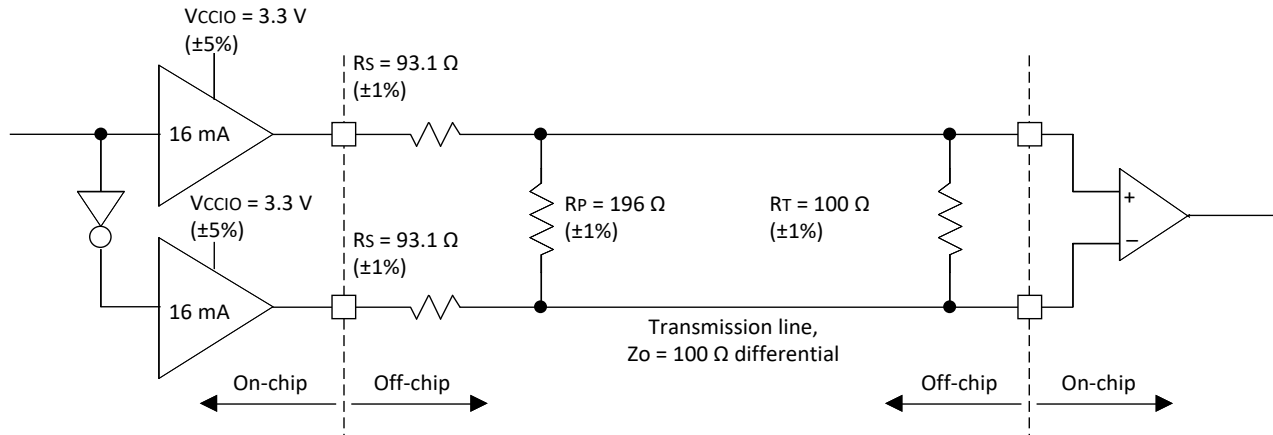 VCCIO = 3.3 V
(±5%)
RS = 93.1 Ω
(±1%)
16 mA
VCCIO = 3.3 V
(±5%)
RP = 196 Ω
(±1%)
RT = 100 Ω
(±1%)
+
−
RS = 93.1 Ω
(±1%)
16 mA
Transmission line,
Zo = 100 Ω differential
On-chip
Off-chip
Off-chip
On-chip